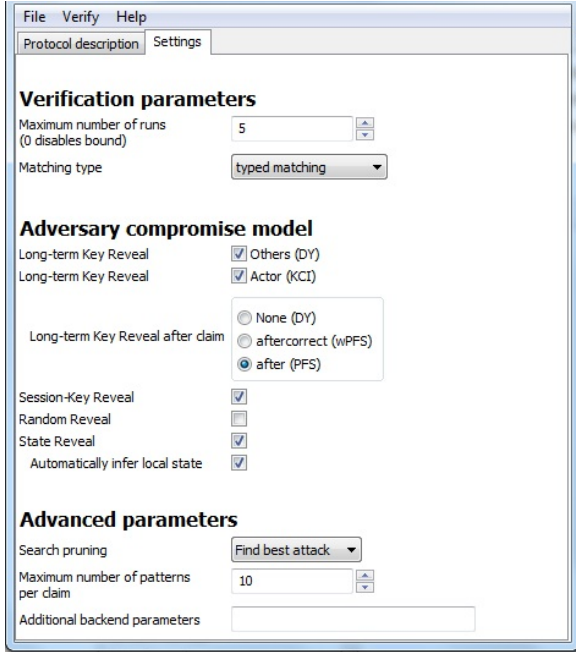 File Verify Help
Protocol description Settings
Verification parameters
Maximum number of runs
(0 disables bound) 5
Matching type typed matching
Adversary compromise model
Long-term Key Reveal Others (DY)
Long-term Key Reveal Actor (KCI)
None (DY)
Long-term Key Reveal after claim aftercorrect (wPFS)
after (PFS)
Session-Key Reveal
Random Reveal
State Reveal
Automatically infer local state
Advanced parameters
Search pruning Find best attack
Maximum number of patterns
per claim 10
Additional backend parameters